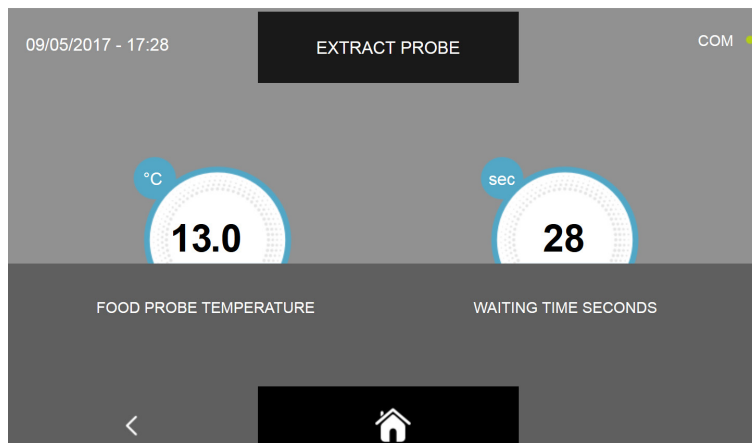 09/05/2017 - 17:28
EXTRACT PROBE
COM
°C
sec
13.0
28
FOOD PROBE TEMPERATURE
WAITING TIME SECONDS